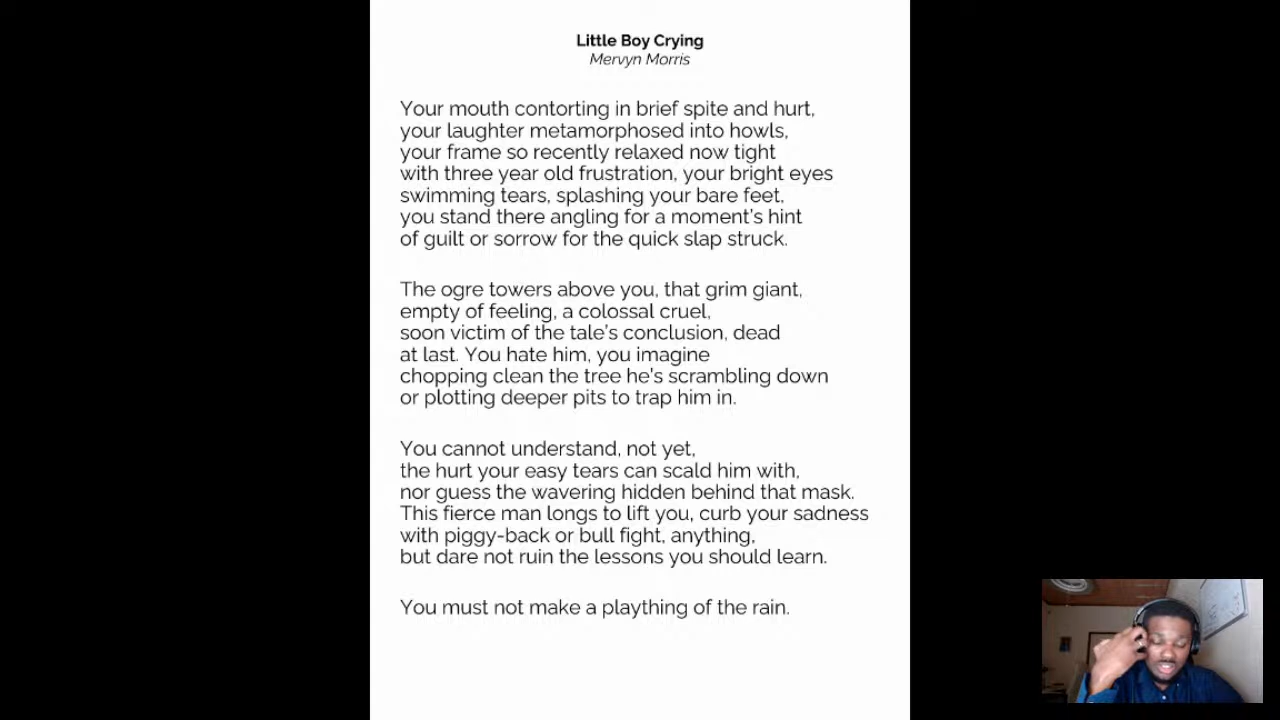 Little Boy Crying
Mervyn Morris
Your mouth contorting in brief spite and hurt,
your laughter metamorphosed into howls,
your frame so recently relaxed now tight
with three year old frustration, your bright eyes
swimming tears, splashing your bare feet,
you stand there angling for a moment's hint
of guilt or sorrow for the quick slap struck.
The ogre towers above you, that grim giant,
empty of feeling, a colossal cruel,
soon victim of the tale's conclusion, dead
at last. You hate him, you imagine
chopping clean the tree he's scrambling down
or plotting deeper pits to trap him in.
You cannot understand, not yet,
the hurt your easy tears can scald him with,
nor guess the wavering hidden behind that mask.
This fierce man longs to lift you, curb your sadness
with piggy-back or bull fight, anything,
but dare not ruin the lessons you should learn.
You must not make a plaything of the rain.